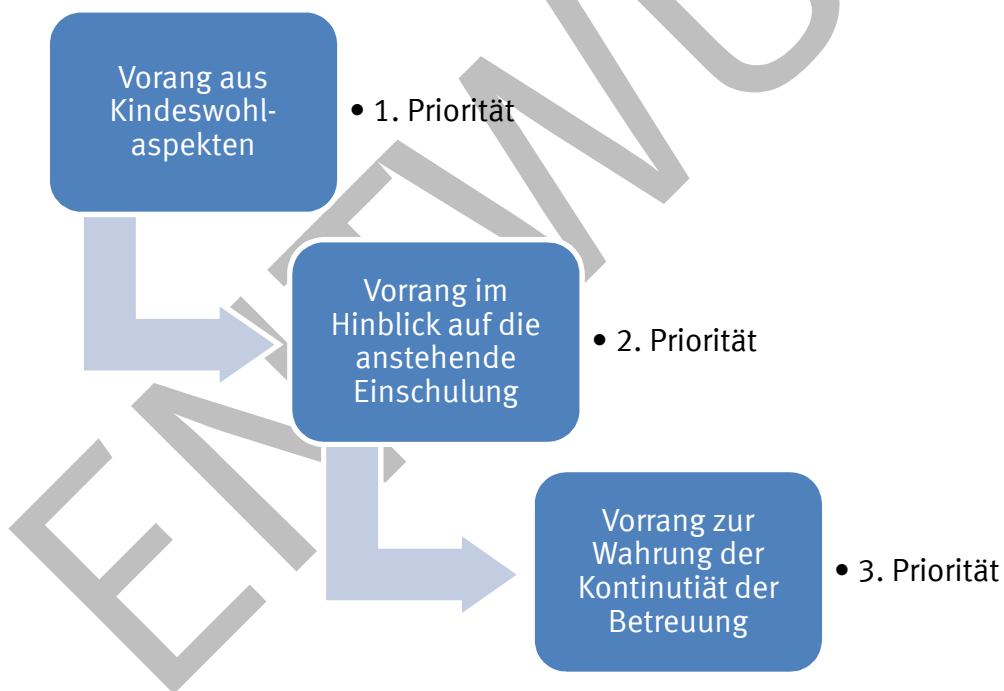 Vorang aus
Kindeswohl-
aspekten
• 1. Priorität
Vorrang im
Hinblick auf die
anstehende
Einschulung
• 2. Priorität
Vorrang zur
Wahrung der
Kontinutiät der
Betreuung
• 3. Priorität
ENTWU